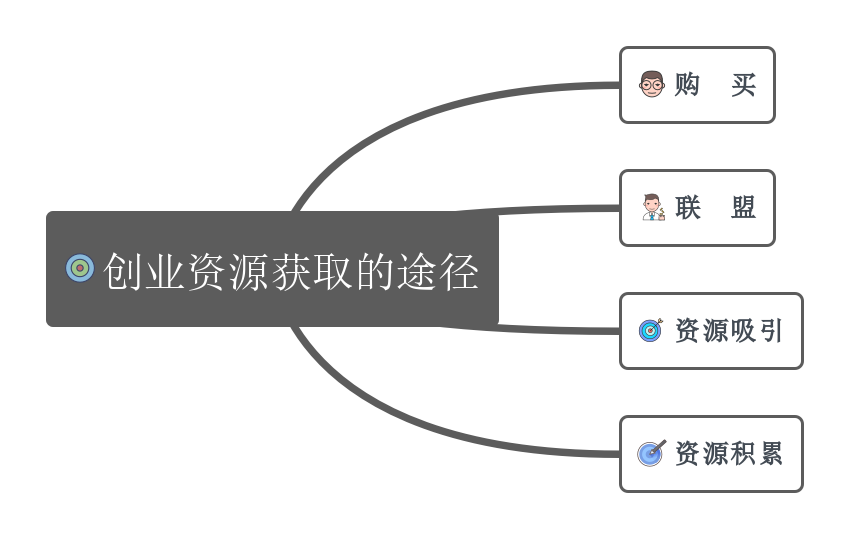 创业资源获取的途径
购 买
联 盟
资源吸引
资源积累